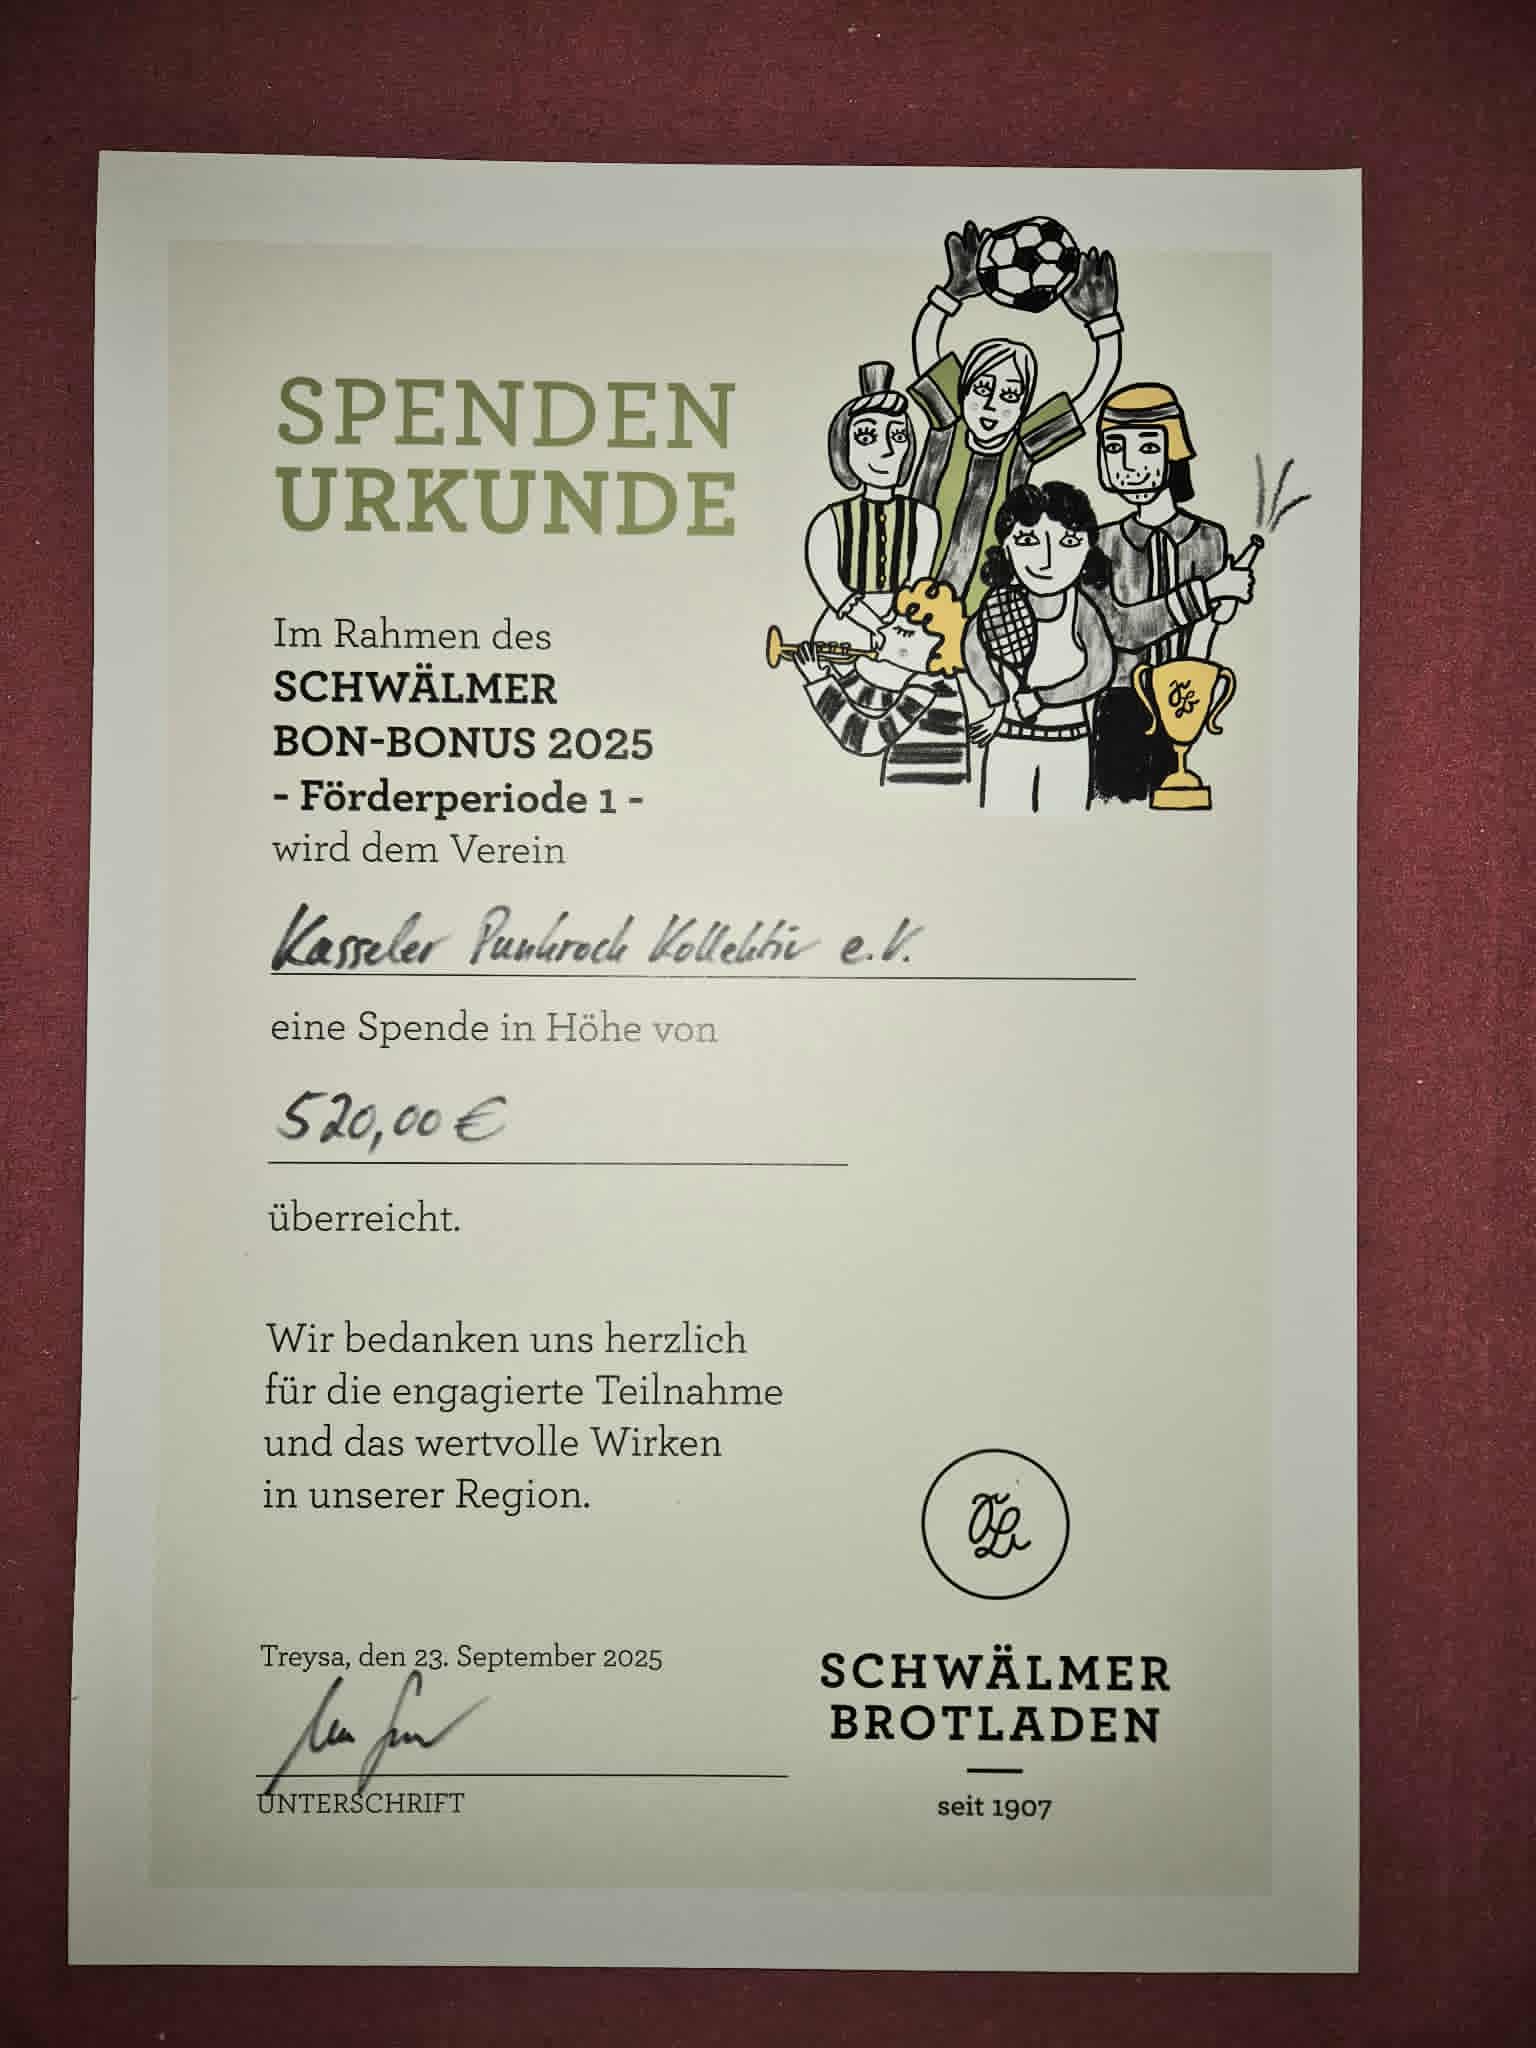 SPENDEN
URKUNDE
Im Rahmen des
SCHWÄLMER
BON-BONUS 2025
- Förderperiode 1 -
wird dem Verein
Kasseler Punkrock Kollektiv e.V.
eine Spende in Höhe von
520,00 €
überreicht.
Wir bedanken uns herzlich
für die engagierte Teilnahme
und das wertvolle Wirken
in unserer Region.
Treysa, den 23. September 2025
UNTERSCHRIFT
SCHWÄLMER
BROTLADEN
seit 1907